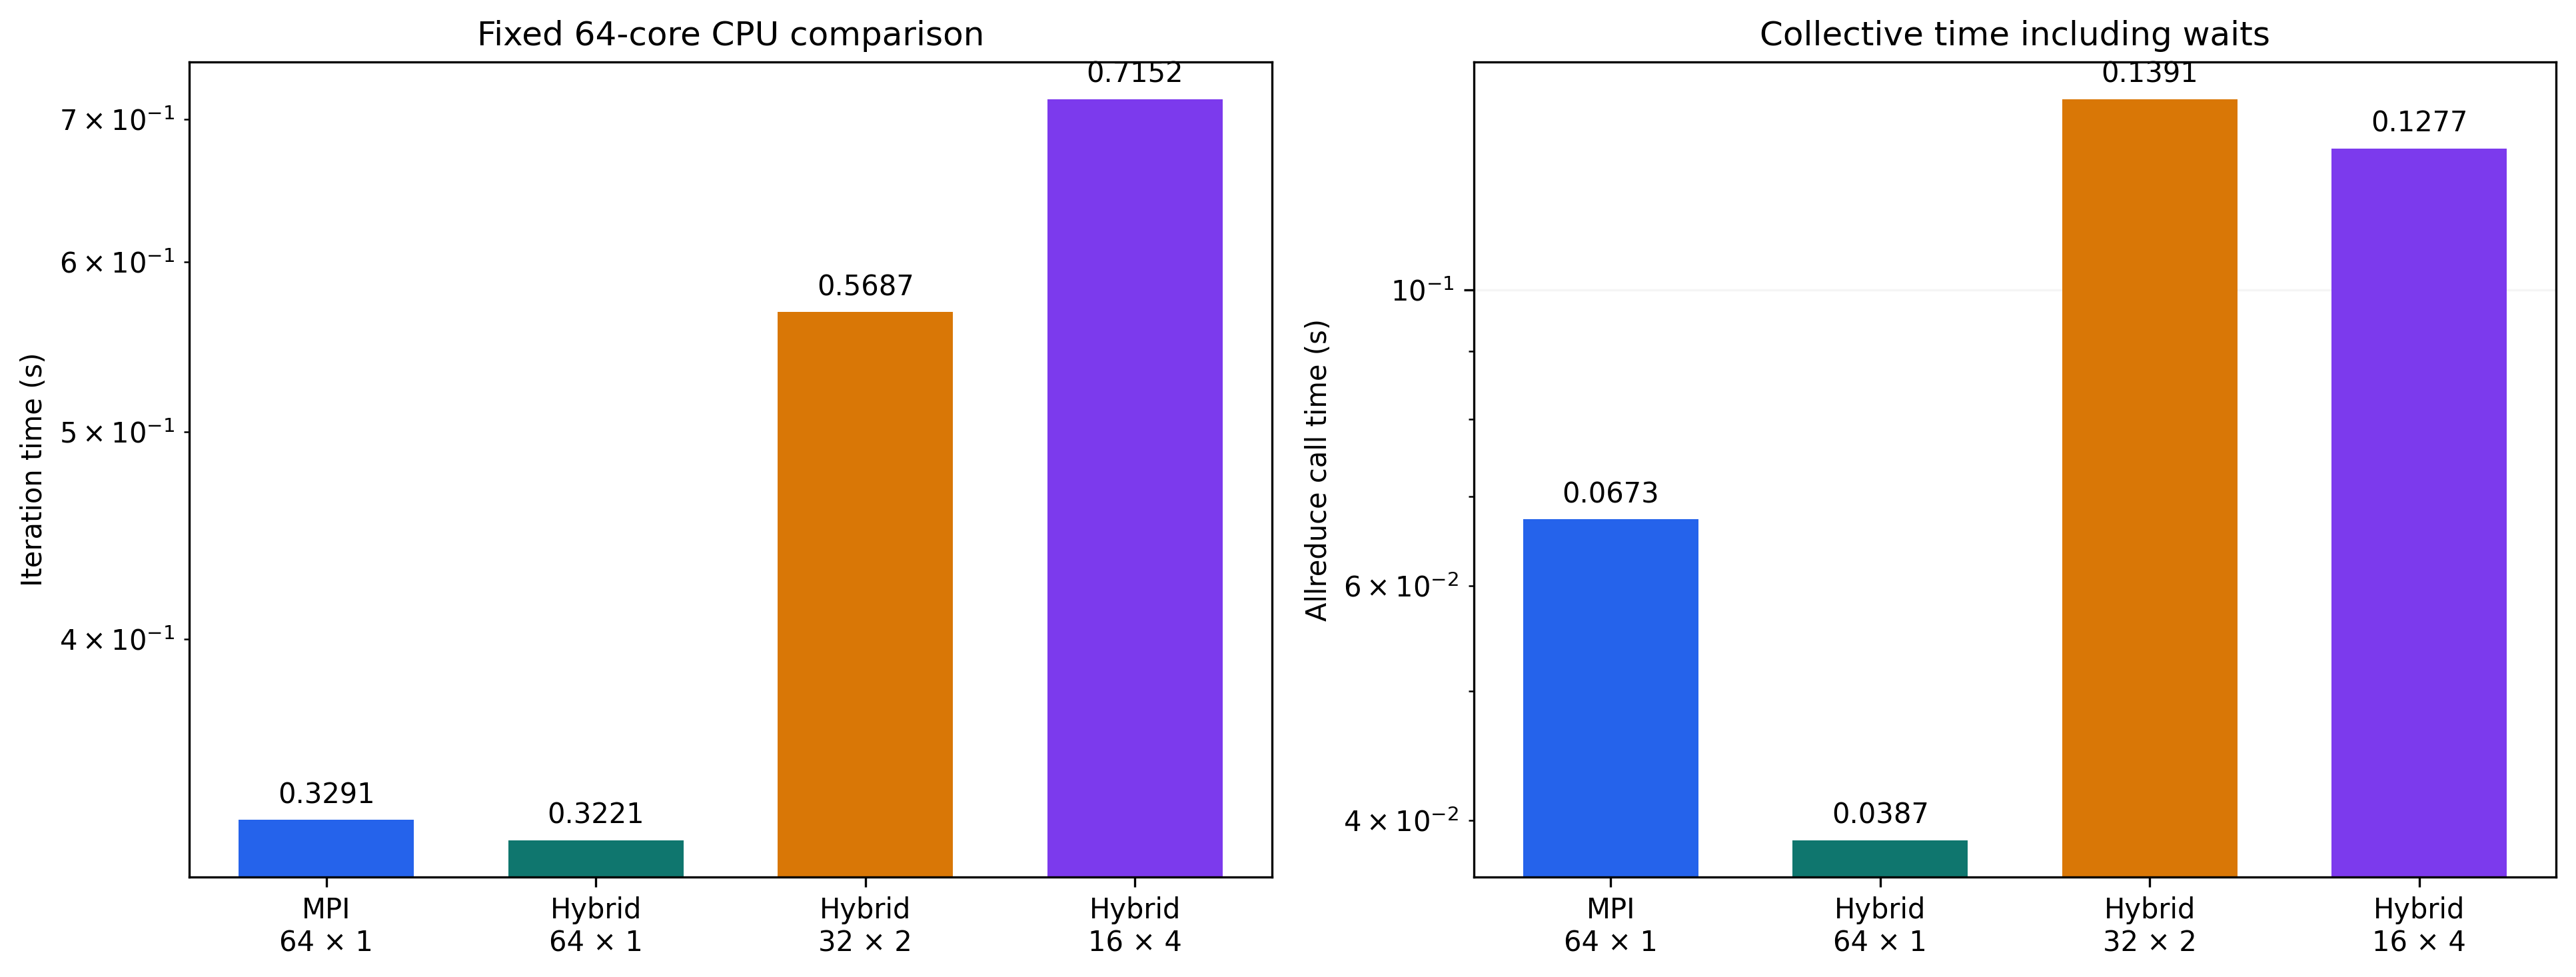 Fixed 64-core CPU comparison
Iteration time (s)
7 × 10⁻¹
6 × 10⁻¹
5 × 10⁻¹
4 × 10⁻¹
0.3291
0.3221
0.5687
0.7152
MPI
64 × 1
Hybrid
64 × 1
Hybrid
32 × 2
Hybrid
16 × 4
Collective time including waits
Allreduce call time (s)
10⁻¹
6 × 10⁻²
4 × 10⁻²
0.0673
0.0387
0.1391
0.1277
MPI
64 × 1
Hybrid
64 × 1
Hybrid
32 × 2
Hybrid
16 × 4